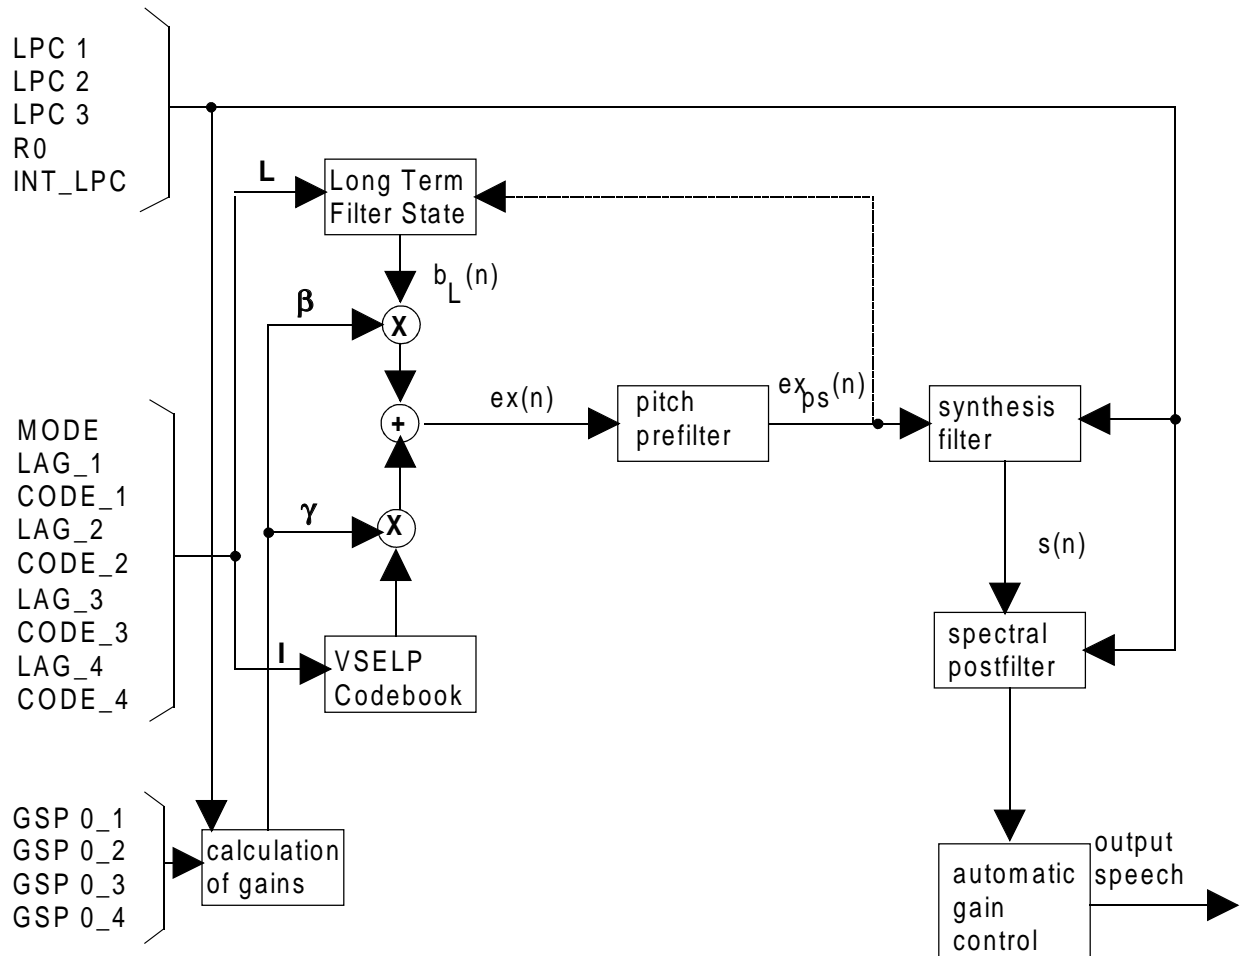 LPC 1
LPC 2
LPC 3
R0
INT_LPC
L
Long Term
Filter State
b_L(n)
β
X
MODE
LAG_1
CODE_1
LAG_2
CODE_2
LAG_3
CODE_3
LAG_4
CODE_4
+
ex(n)
pitch
prefilter
ex_ps(n)
synthesis
filter
γ
X
s(n)
I
VSELP
Codebook
spectral
postfilter
GSP 0_1
GSP 0_2
GSP 0_3
GSP 0_4
calculation
of gains
automatic
gain
control
output
speech